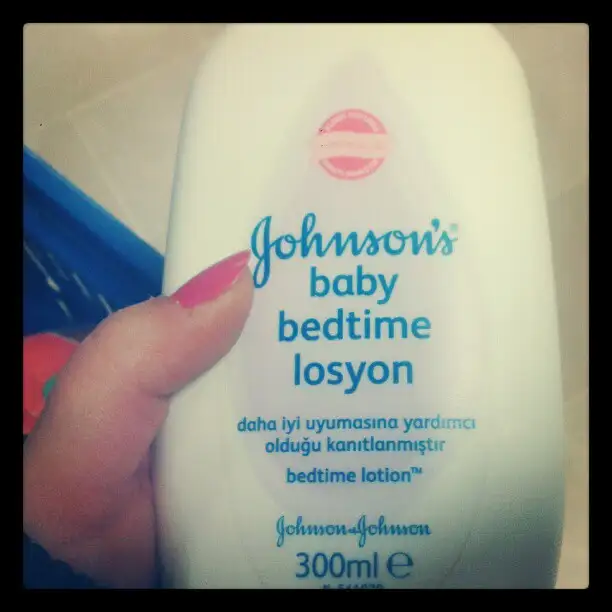 Johnson's®
baby
bedtime
losyon
daha iyi uyumasına yardımcı
olduğu kanıtlanmıştır
bedtime lotion™
Johnson & Johnson
300ml ℮